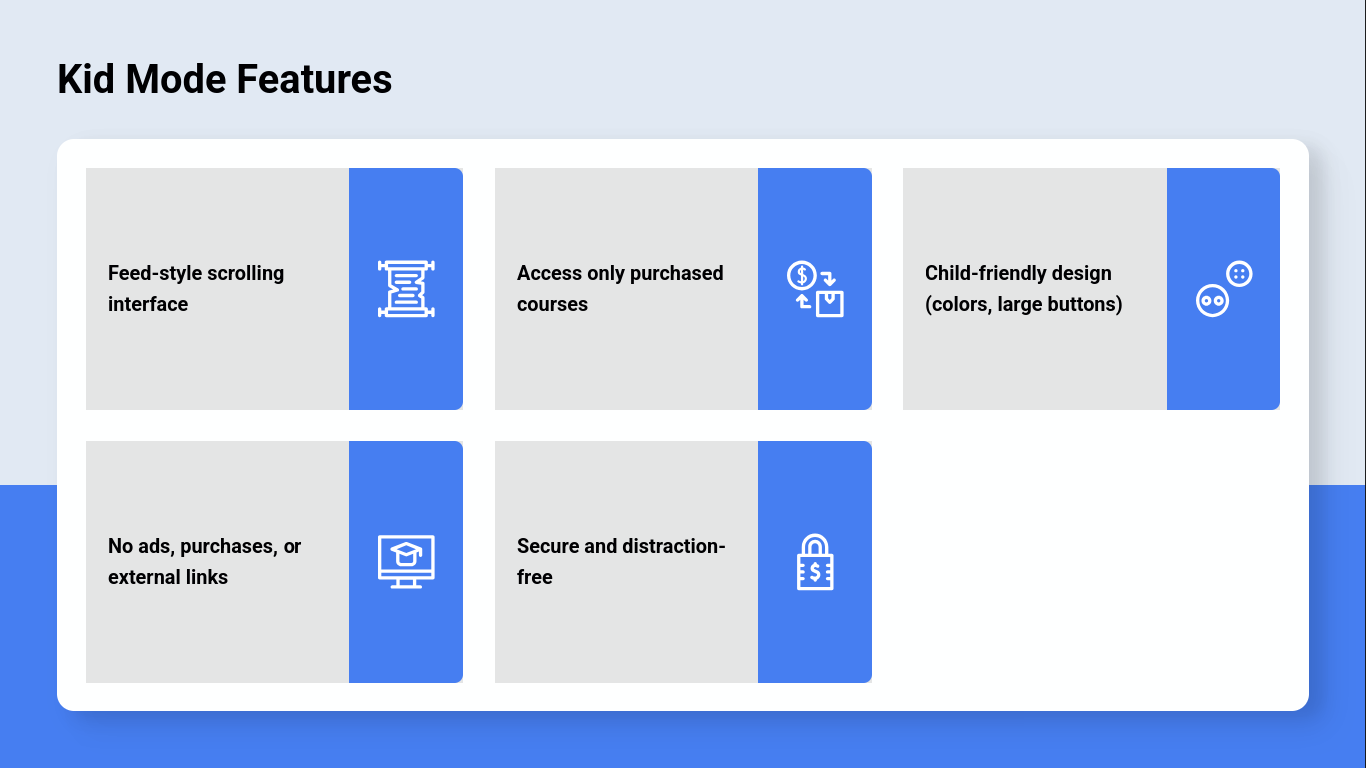 Kid Mode Features
Feed-style scrolling
interface
Access only purchased
courses
Child-friendly design
(colors, large buttons)
No ads, purchases, or
external links
Secure and distraction-
free